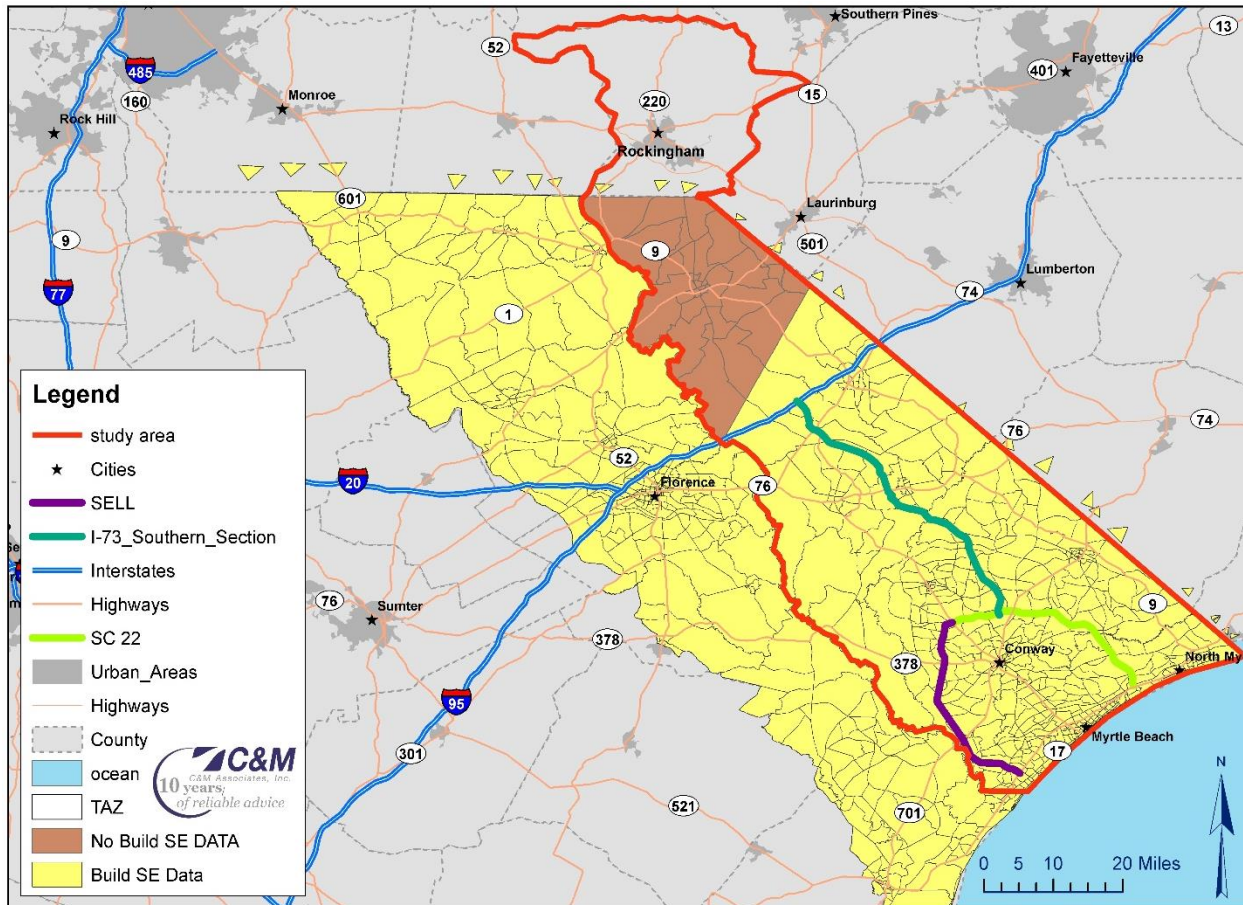 Southern Pines
13
52
Fayetteville
401
485
160
Monroe
220
15
Rock Hill
Rockingham
601
Laurinburg
501
9
9
Lumberton
77
74
1
Legend
study area
Cities
SELL
I-73_Southern_Section
Interstates
Highways
SC 22
Urban_Areas
Highways
County
ocean
TAZ
No Build SE DATA
Build SE Data
C&M
C&M Associates, Inc.
10 years
of reliable advice
76
74
52
20
Florence
76
Sumter
76
9
378
378
Conway
North My
95
301
17
Myrtle Beach
521
701
N
0 5 10 20 Miles